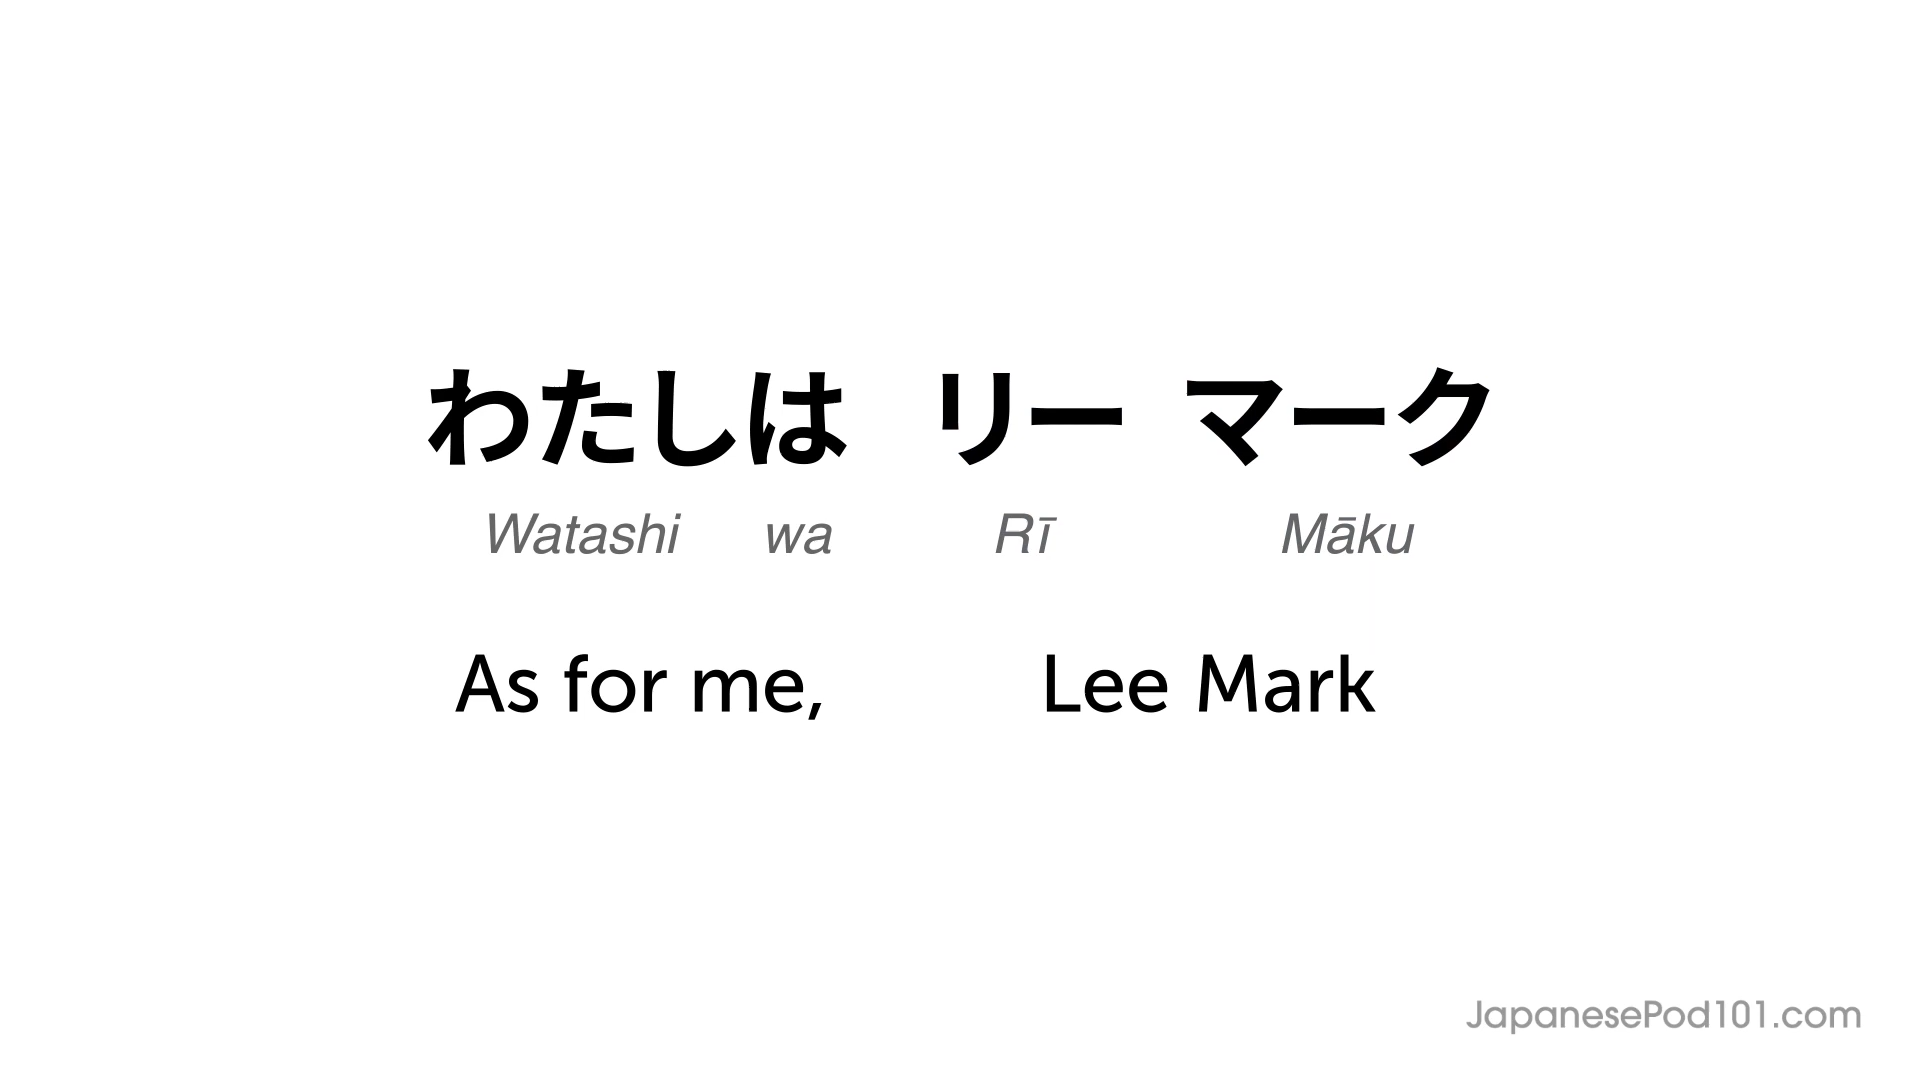 わたしは リー マーク
Watashi wa Rī Māku
As for me, Lee Mark
JapanesePod101.com